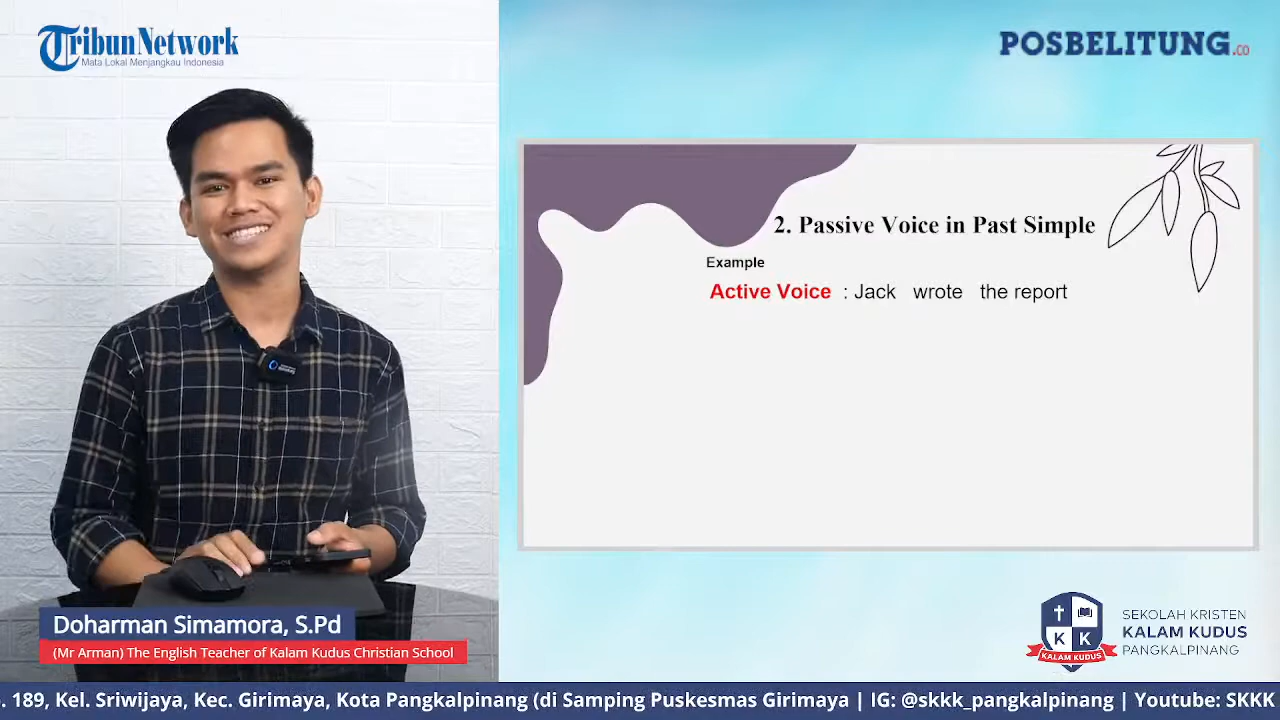 TribunNetwork
Mata Lokal Menjangkau Indonesia
POSBELITUNG.co
2. Passive Voice in Past Simple
Example
Active Voice : Jack wrote the report
Doharman Simamora, S.Pd
(Mr Arman) The English Teacher of Kalam Kudus Christian School
K K
KALAM KUDUS
SEKOLAH KRISTEN
KALAM KUDUS
PANGKALPINANG
. 189, Kel. Sriwijaya, Kec. Girimaya, Kota Pangkalpinang (di Samping Puskesmas Girimaya | IG: @skkk_pangkalpinang | Youtube: SKKK